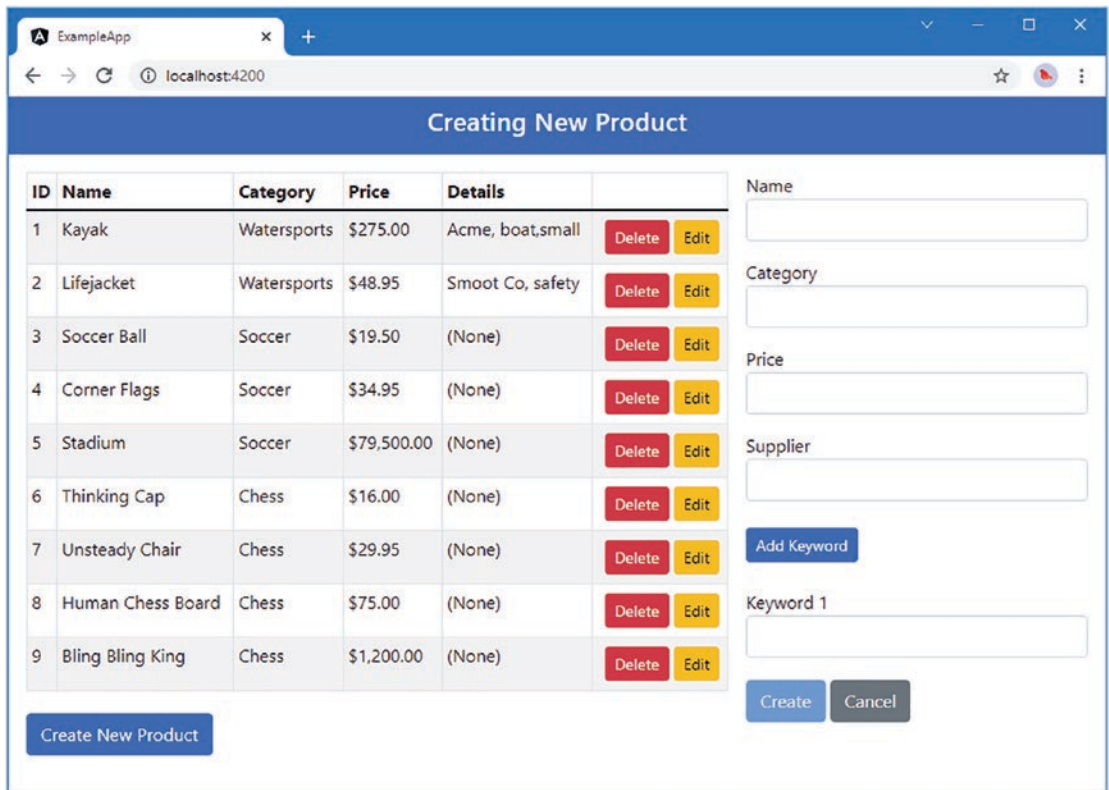 ExampleApp
localhost:4200
Creating New Product
ID Name Category Price Details
1 Kayak Watersports $275.00 Acme, boat,small Delete Edit
2 Lifejacket Watersports $48.95 Smoot Co, safety Delete Edit
3 Soccer Ball Soccer $19.50 (None) Delete Edit
4 Corner Flags Soccer $34.95 (None) Delete Edit
5 Stadium Soccer $79,500.00 (None) Delete Edit
6 Thinking Cap Chess $16.00 (None) Delete Edit
7 Unsteady Chair Chess $29.95 (None) Delete Edit
8 Human Chess Board Chess $75.00 (None) Delete Edit
9 Bling Bling King Chess $1,200.00 (None) Delete Edit
Create New Product
Name
Category
Price
Supplier
Add Keyword
Keyword 1
Create Cancel